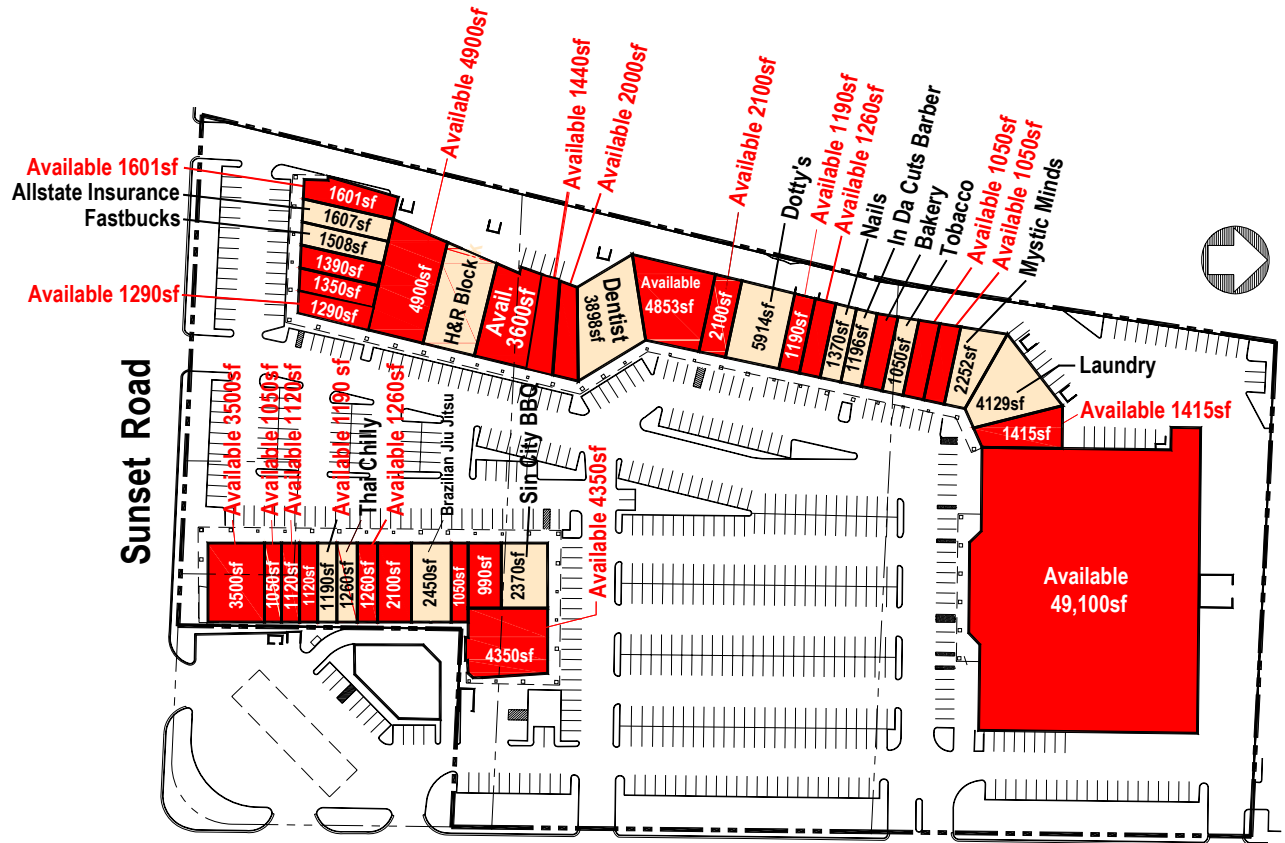 Available 4900sf
Available 1440sf
Available 2000sf
Available 2100sf
Dotty's
Available 1190sf
Available 1260sf
Nails
In Da Cuts Barber
Bakery
Tobacco
Available 1050sf
Available 1050sf
Mystic Minds
Available 1601sf
Allstate Insurance
Fastbucks
Available 1290sf
1601sf
1607sf
1508sf
1390sf
1350sf
1290sf
4900sf
H&R Block
Avail.
3600sf
Dentist
3898sf
Available
4853sf
2100sf
5914sf
1190sf
1370sf
1196sf
1050sf
2252sf
4129sf
Laundry
1415sf
Available 1415sf
Sunset Road
Available 3500sf
Available 1050sf
Available 1120sf
Available 1190 sf
Thai Chilly
Available 1260sf
Brazilian Jiu Jitsu
Sin City BBQ
Available 4350sf
3500sf
1050sf
1120sf
1120sf
1190sf
1260sf
1260sf
2100sf
2450sf
1050sf
990sf
2370sf
4350sf
Available
49,100sf